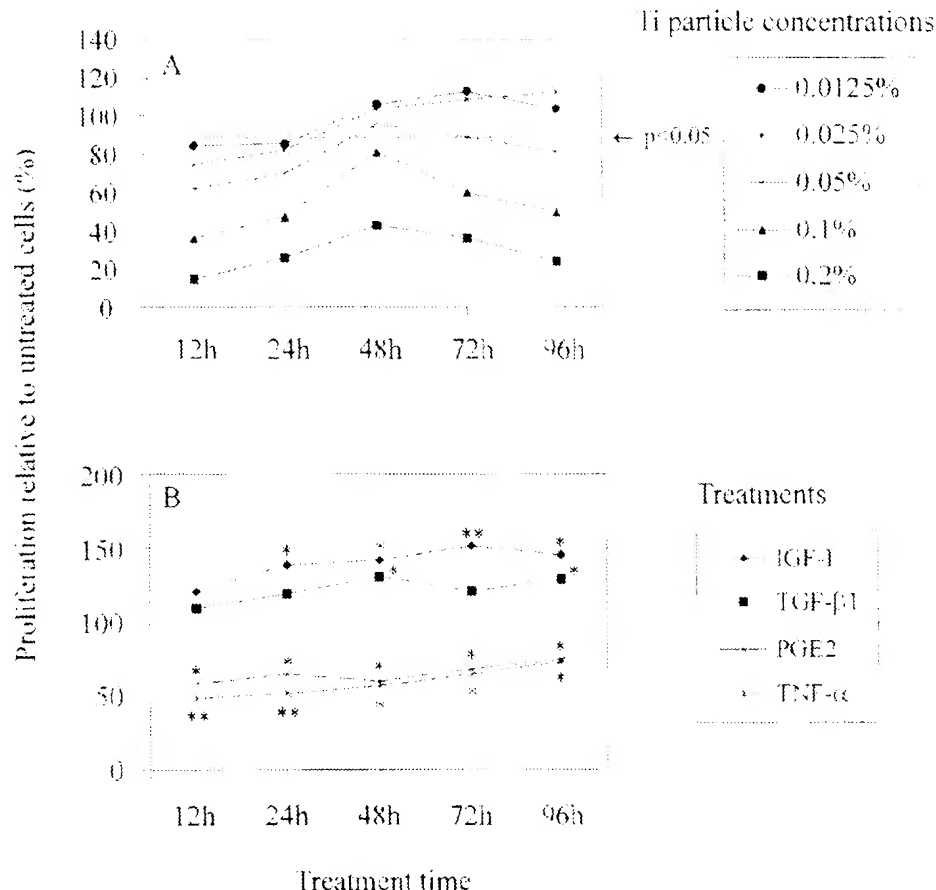 Ti particle concentrations
Proliferation relative to untreated cells (%)
A
140
120
100
80
60
40
20
0
12h 24h 48h 72h 96h
← p<0.05
0.0125%
0.025%
0.05%
0.1%
0.2%
B
200
150
100
50
0
* * ** *
* *
* * * * *
** ** * * *
12h 24h 48h 72h 96h
Treatments
IGF-I
TGF-β1
PGE2
TNF-α
Treatment time